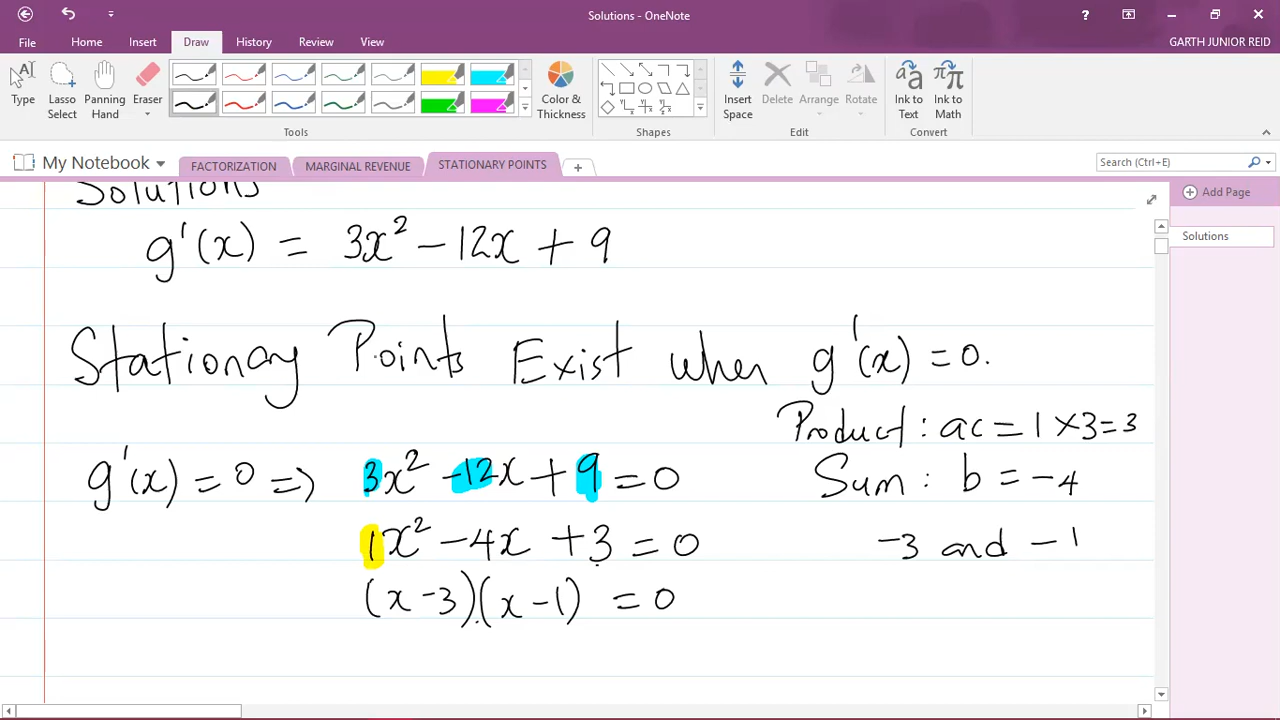 Solutions - OneNote
File Home Insert Draw History Review View
GARTH JUNIOR REID
Type
Lasso Select
Panning Hand
Eraser
Color & Thickness
Insert Space
Delete
Arrange
Rotate
Ink to Text
Ink to Math
Tools
Shapes
Edit
Convert
My Notebook
FACTORIZATION
MARGINAL REVENUE
STATIONARY POINTS
Search (Ctrl+E)
Add Page
Solutions
Solutions
g'(x) = 3x² - 12x + 9
Stationary Points Exist when g'(x) = 0.
Product : ac = 1 × 3 = 3
g'(x) = 0 => 3x² - 12x + 9 = 0
Sum : b = -4
1x² - 4x + 3 = 0
-3 and -1
(x - 3)(x - 1) = 0